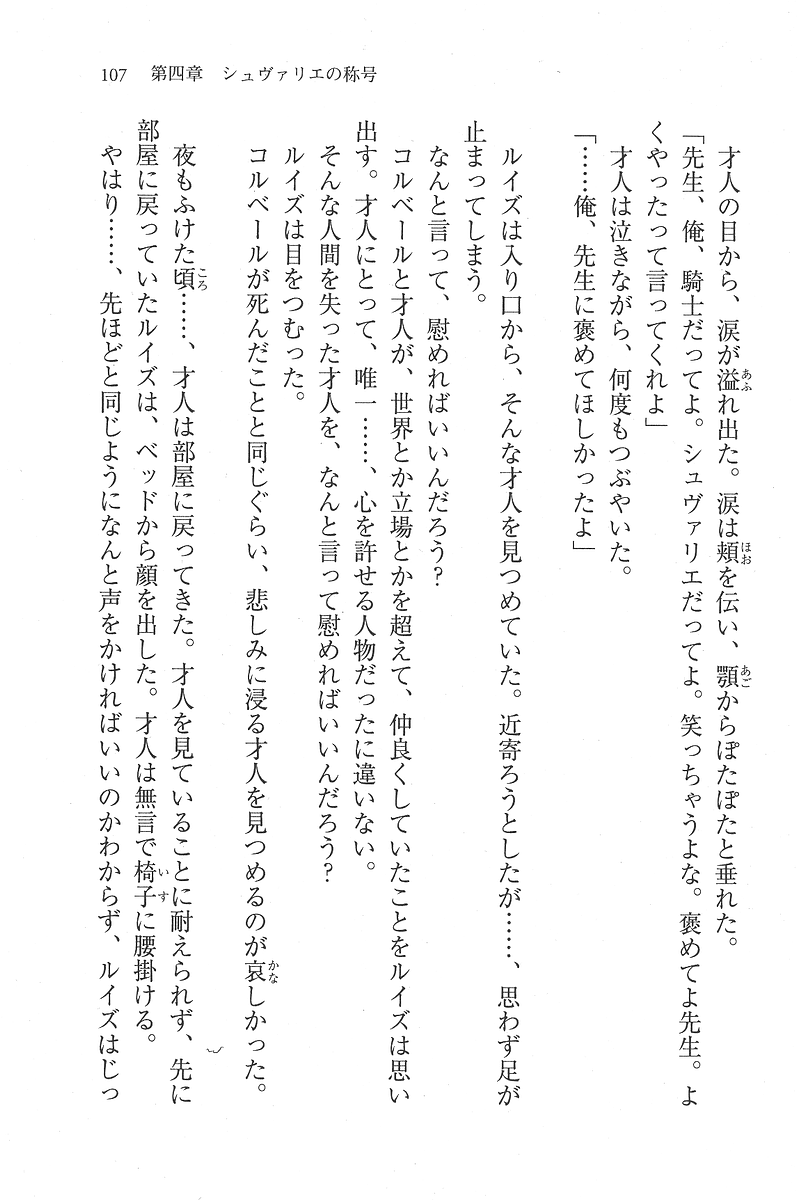 107　第四章　シュヴァリエの称号
才人の目から、涙が溢れ出た。涙は頬を伝い、顎からぽたぽたと垂れた。
「先生、俺、騎士だってよ。シュヴァリエだってよ。笑っちゃうよな。褒めてよ先生。よ
くやったって言ってくれよ」
才人は泣きながら、何度もつぶやいた。
「……俺、先生に褒めてほしかったよ」
ルイズは入り口から、そんな才人を見つめていた。近寄ろうとしたが……、思わず足が
止まってしまう。
なんと言って、慰めればいいんだろう？
コルベールと才人が、世界とか立場とかを超えて、仲良くしていたことをルイズは思い
出す。才人にとって、唯一……、心を許せる人物だったに違いない。
そんな人間を失った才人を、なんと言って慰めればいいんだろう？
ルイズは目をつむった。
コルベールが死んだことと同じぐらい、悲しみに浸る才人を見つめるのが哀しかった。
夜もふけた頃……、才人は部屋に戻ってきた。才人を見ていることに耐えられず、先に
部屋に戻っていたルイズは、ベッドから顔を出した。才人は無言で椅子に腰掛ける。
やはり……、先ほどと同じようになんと声をかければいいのかわからず、ルイズはじっ